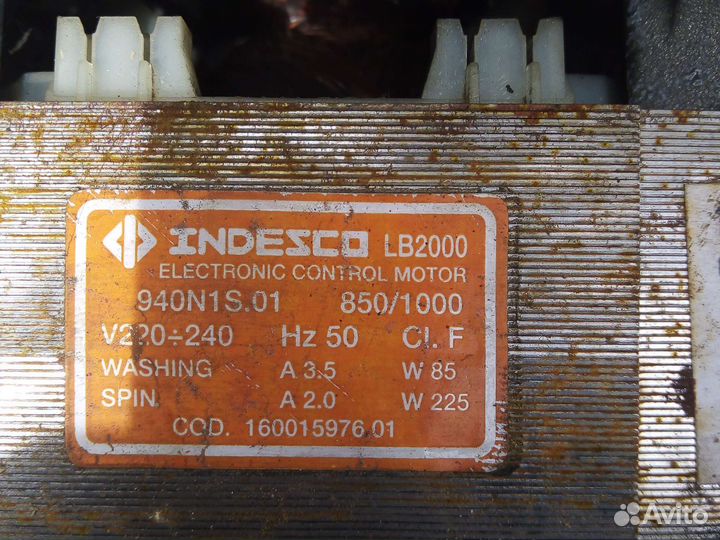 INDESCO LB2000
ELECTRONIC CONTROL MOTOR
940N1S.01 850/1000
V220÷240 Hz 50 Cl. F
WASHING A 3.5 W 85
SPIN A 2.0 W 225
COD. 160015976.01
Avito